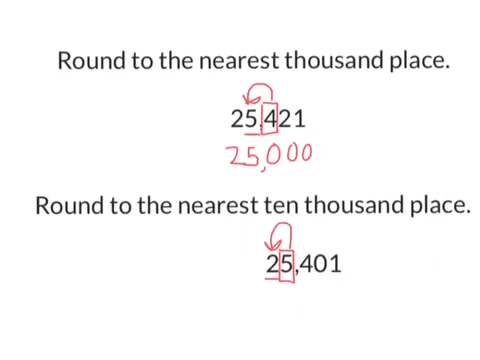 Round to the nearest thousand place.
25,421
25,000
Round to the nearest ten thousand place.
25,401